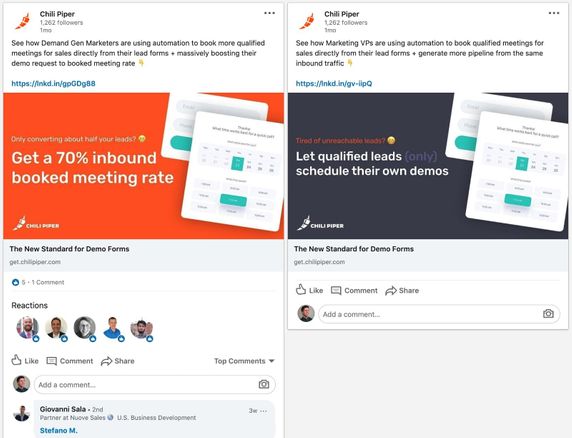 Chili Piper
1,262 followers
1mo
See how Demand Gen Marketers are using automation to book more qualified
meetings for sales directly from their lead forms + massively boosting their
demo request to booked meeting rate 👇
https://lnkd.in/gpGDg88
Only converting about half your leads? 🤔
Get a 70% inbound
booked meeting rate
Thanks!
What time works best for a quick call?
CHILI PIPER
The New Standard for Demo Forms
get.chilipiper.com
5 · 1 Comment
Reactions
Like Comment Share Top Comments
Add a comment...
Giovanni Sala • 2nd 3w ...
Partner at Nuove Sales U.S. Business Development
Stefano M.
Chili Piper
1,262 followers
1mo
See how Marketing VPs are using automation to book qualified meetings for
sales directly from their lead forms + generate more pipeline from the same
inbound traffic 👇
https://lnkd.in/gv-iipQ
Tired of unreachable leads?
Let qualified leads (only)
schedule their own demos
Thanks!
What time works best for a quick call?
CHILI PIPER
The New Standard for Demo Forms
get.chilipiper.com
Like Comment Share
Add a comment...